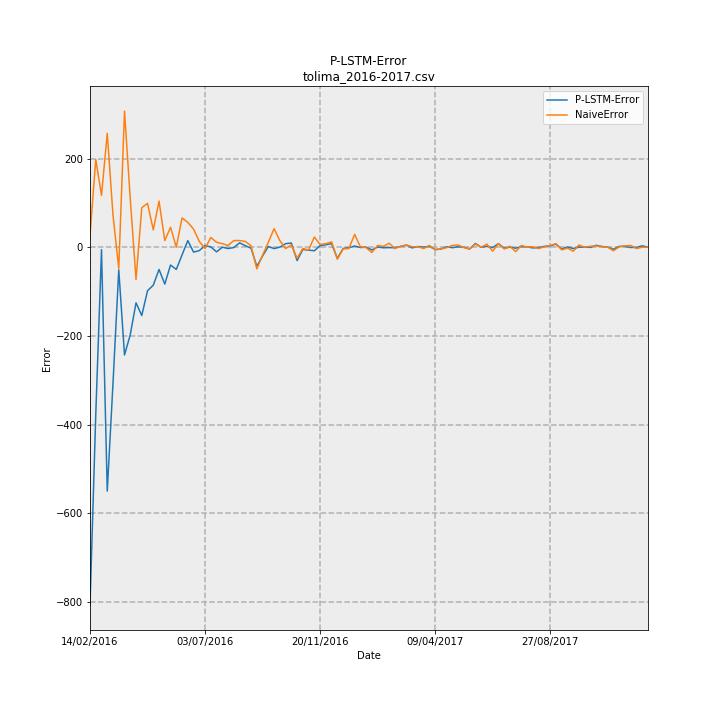 P-LSTM-Error
tolima_2016-2017.csv
P-LSTM-Error
NaiveError
200
0
−200
−400
−600
−800
Error
14/02/2016
03/07/2016
20/11/2016
09/04/2017
27/08/2017
Date